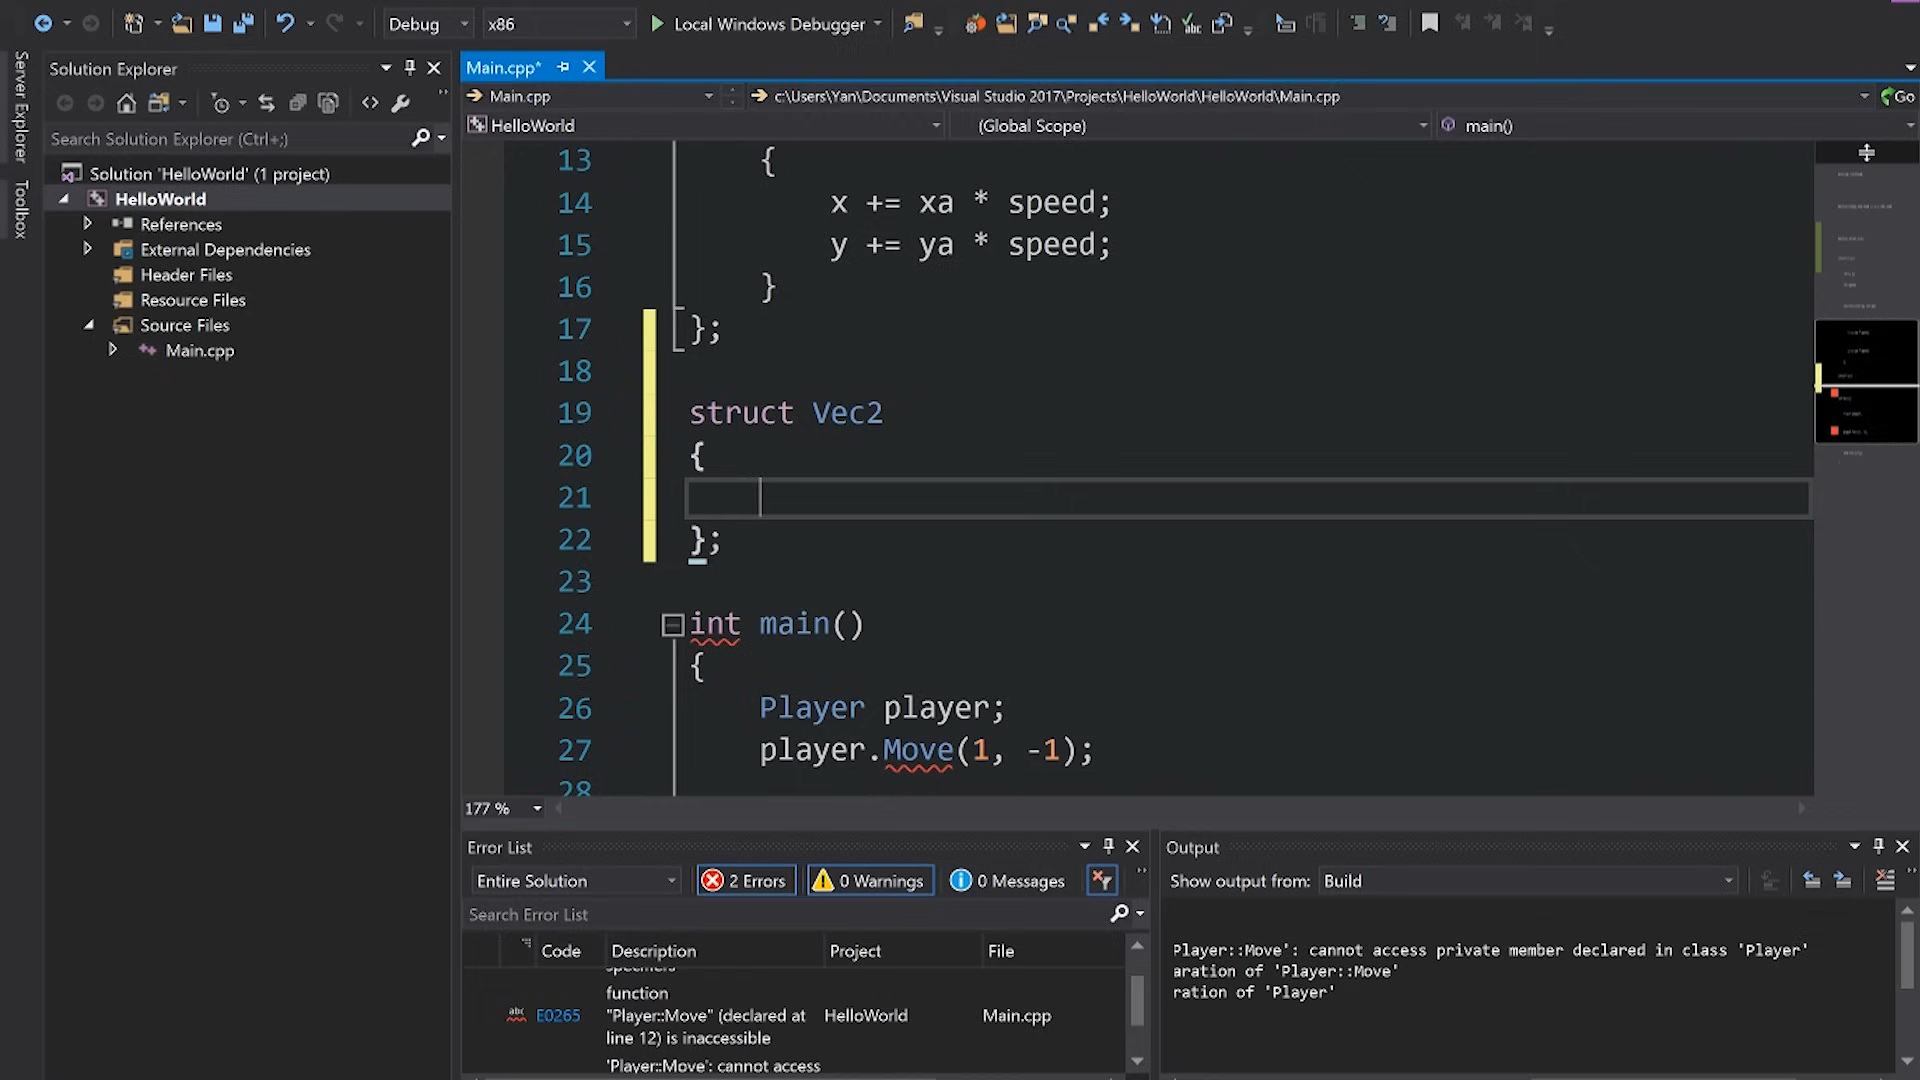 Debug
x86
Local Windows Debugger
Server Explorer
Toolbox
Solution Explorer
Search Solution Explorer (Ctrl+;)
Solution 'HelloWorld' (1 project)
HelloWorld
References
External Dependencies
Header Files
Resource Files
Source Files
Main.cpp
Main.cpp*
Main.cpp
c:\Users\Yan\Documents\Visual Studio 2017\Projects\HelloWorld\HelloWorld\Main.cpp
Go
HelloWorld
(Global Scope)
main()
13 {
14 x += xa * speed;
15 y += ya * speed;
16 }
17 };
18
19 struct Vec2
20 {
21
22 };
23
24 int main()
25 {
26 Player player;
27 player.Move(1, -1);
28
177 %
Error List
Entire Solution
2 Errors
0 Warnings
0 Messages
Search Error List
Code Description Project File
specifiers
function
abc E0265 "Player::Move" (declared at HelloWorld Main.cpp
line 12) is inaccessible
'Player::Move': cannot access
Output
Show output from: Build
Player::Move': cannot access private member declared in class 'Player'
aration of 'Player::Move'
ration of 'Player'